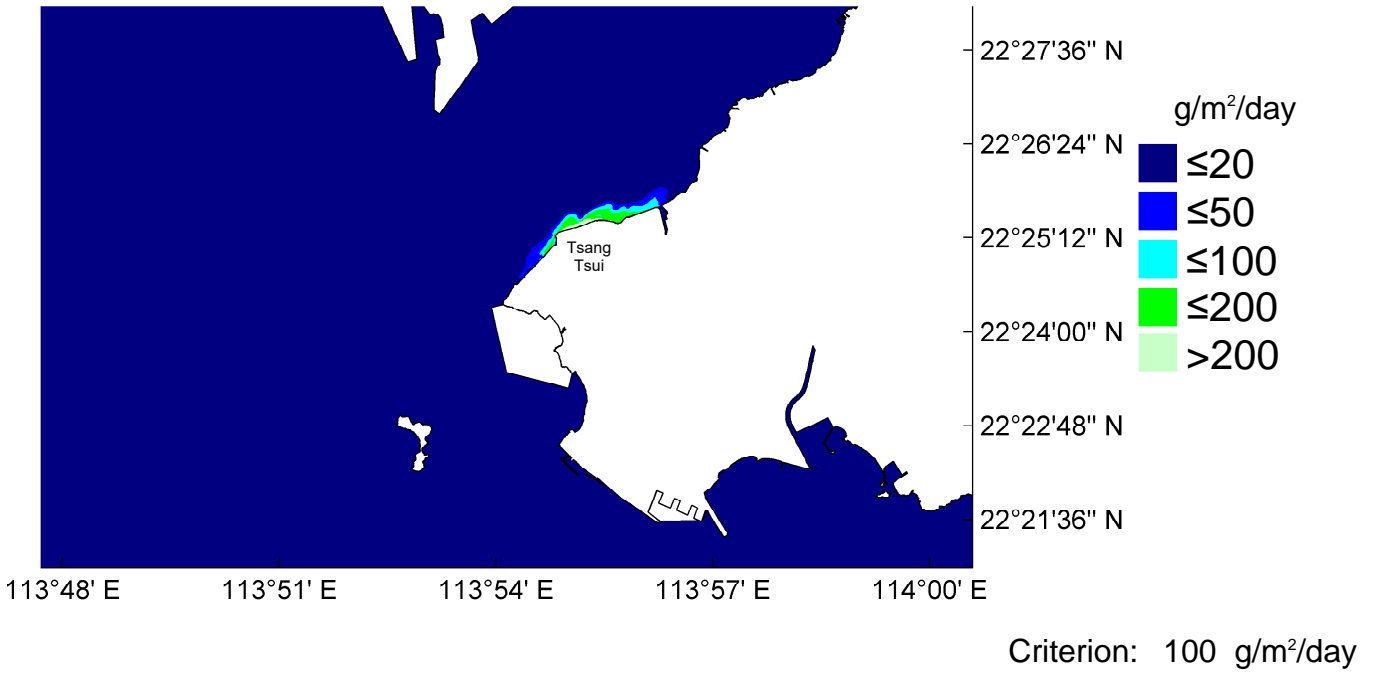 22°27'36" N
g/m²/day
22°26'24" N
≤20
≤50
22°25'12" N
Tsang
Tsui
≤100
≤200
22°24'00" N
>200
22°22'48" N
22°21'36" N
113°48' E 113°51' E 113°54' E 113°57' E 114°00' E
Criterion: 100 g/m²/day